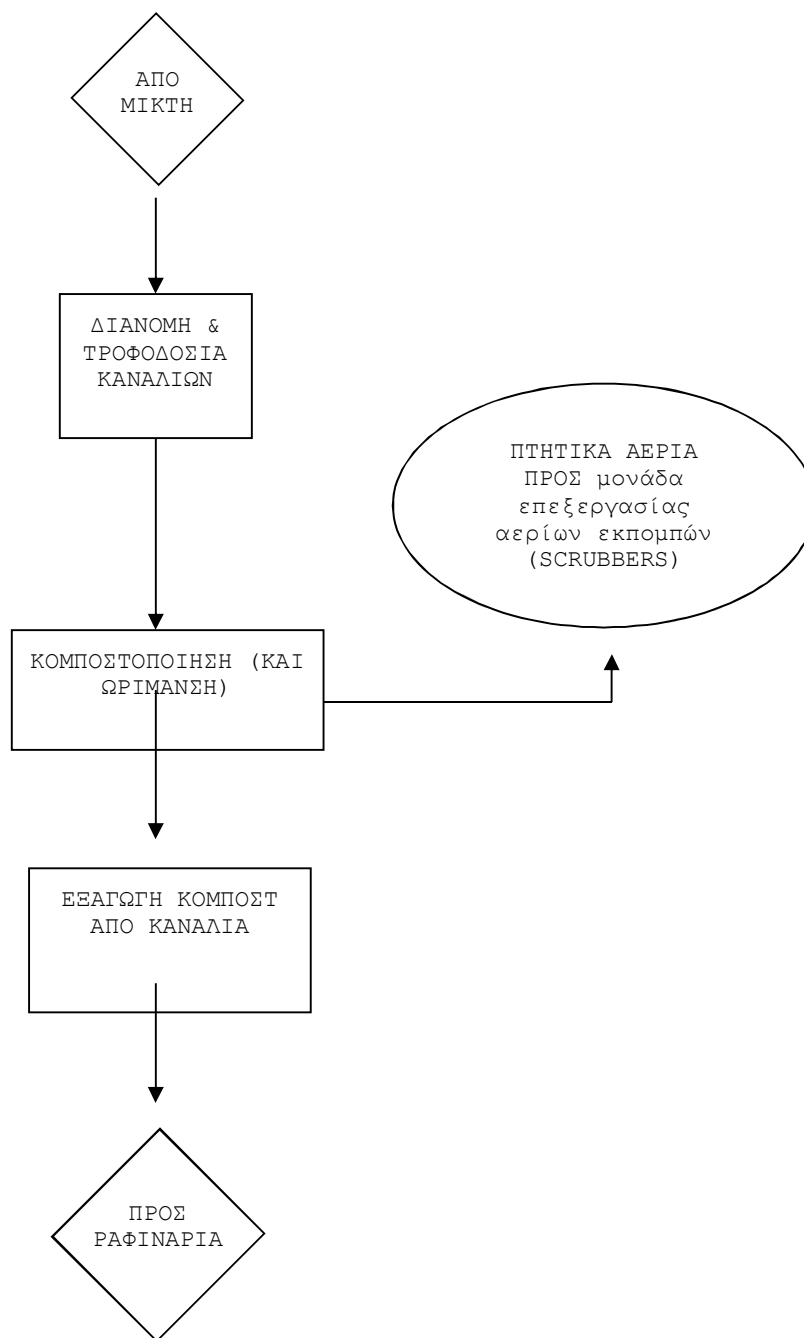 ΑΠΟ
ΜΙΚΤΗ
ΔΙΑΝΟΜΗ &
ΤΡΟΦΟΔΟΣΙΑ
ΚΑΝΑΛΙΩΝ
ΠΤΗΤΙΚΑ ΑΕΡΙΑ
ΠΡΟΣ μονάδα
επεξεργασίας
αερίων εκπομπών
(SCRUBBERS)
ΚΟΜΠΟΣΤΟΠΟΙΗΣΗ (ΚΑΙ
ΩΡΙΜΑΝΣΗ)
ΕΞΑΓΩΓΗ ΚΟΜΠΟΣΤ
ΑΠΟ ΚΑΝΑΛΙΑ
ΠΡΟΣ
ΡΑΦΙΝΑΡΙΑ